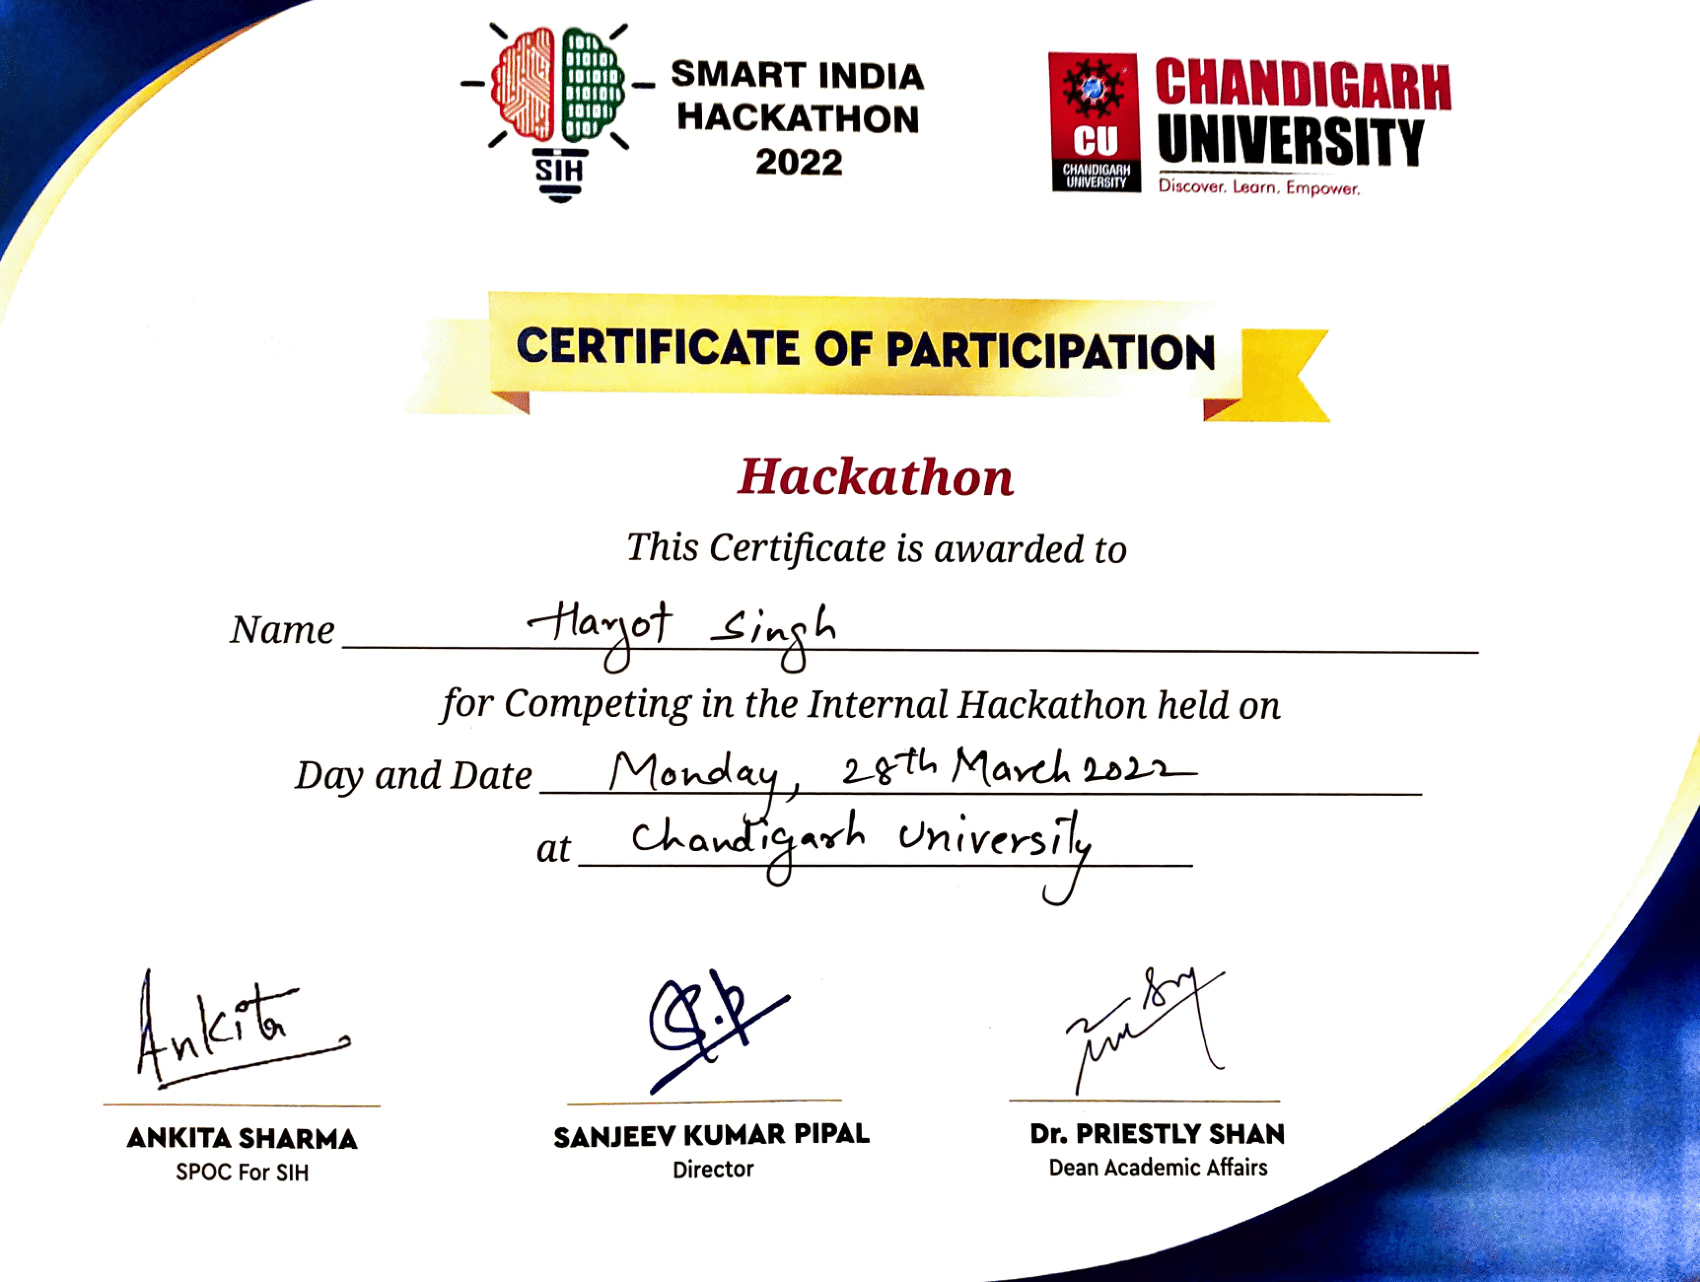 SMART INDIA
HACKATHON
2022
SIH
CU
CHANDIGARH
UNIVERSITY
CHANDIGARH
UNIVERSITY
Discover. Learn. Empower.
CERTIFICATE OF PARTICIPATION
Hackathon
This Certificate is awarded to
Name Harjot Singh
for Competing in the Internal Hackathon held on
Day and Date Monday, 28th March 2022
at Chandigarh University
Ankita
ANKITA SHARMA
SPOC For SIH
SANJEEV KUMAR PIPAL
Director
Dr. PRIESTLY SHAN
Dean Academic Affairs